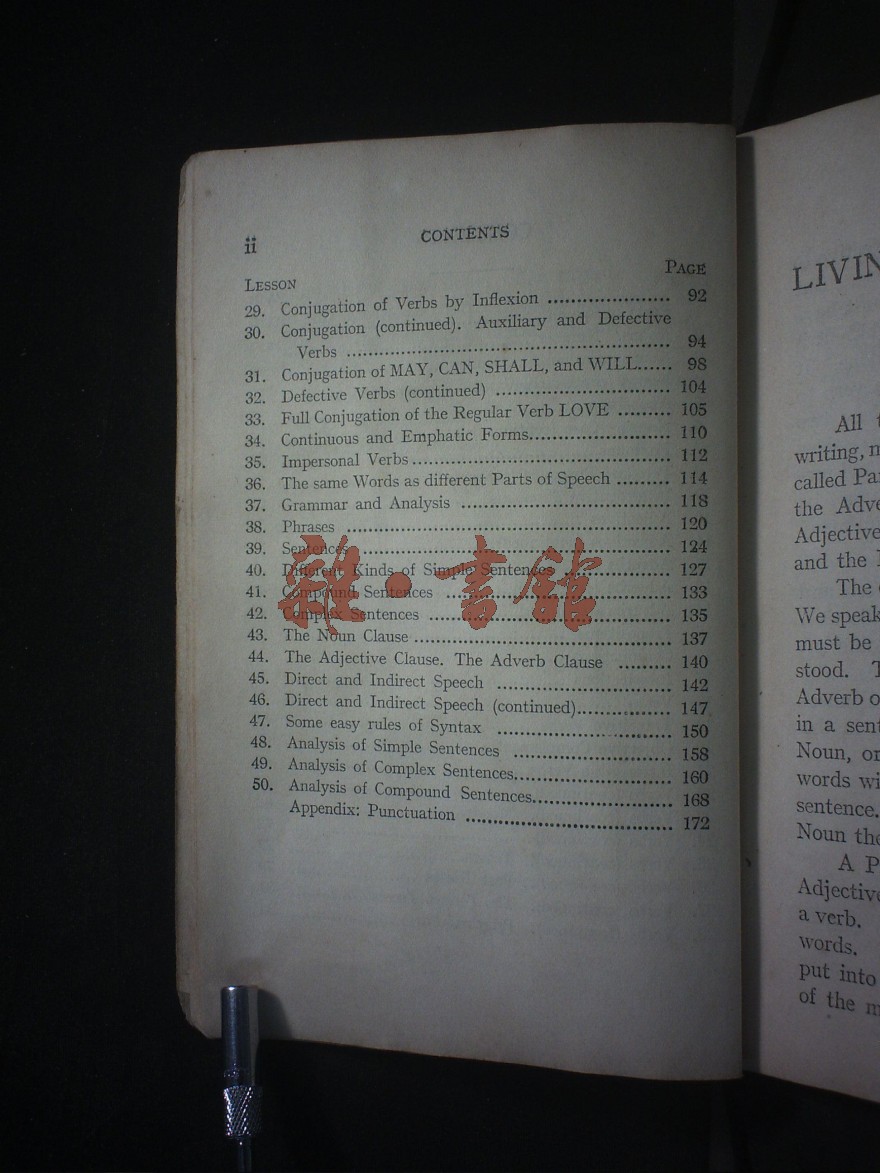 ii
CONTENTS
LESSON
PAGE
29. Conjugation of Verbs by Inflexion .................... 92
30. Conjugation (continued). Auxiliary and Defective
Verbs .................................................... 94
31. Conjugation of MAY, CAN, SHALL, and WILL...... 98
32. Defective Verbs (continued) ............................ 104
33. Full Conjugation of the Regular Verb LOVE ......... 105
34. Continuous and Emphatic Forms........................ 110
35. Impersonal Verbs.......................................... 112
36. The same Words as different Parts of Speech ......... 114
37. Grammar and Analysis .................................. 118
38. Phrases .................................................... 120
39. Sentences .................................................. 124
40. Different Kinds of Simple Sentences .................. 127
41. Compound Sentences .................................... 133
42. Complex Sentences ...................................... 135
43. The Noun Clause.......................................... 137
44. The Adjective Clause. The Adverb Clause ......... 140
45. Direct and Indirect Speech ............................ 142
46. Direct and Indirect Speech (continued)............... 147
47. Some easy rules of Syntax ............................ 150
48. Analysis of Simple Sentences .......................... 158
49. Analysis of Complex Sentences.......................... 160
50. Analysis of Compound Sentences....................... 168
Appendix: Punctuation .................................. 172
雜·書館
LIVIN
All
writing,
called Pa
the Adve
Adjective
and the
The
We speak
must be
stood.
Adverb o
in a sent
Noun, or
words wi
sentence.
Noun the
A P
Adjective
a verb.
words.
put into
of the m